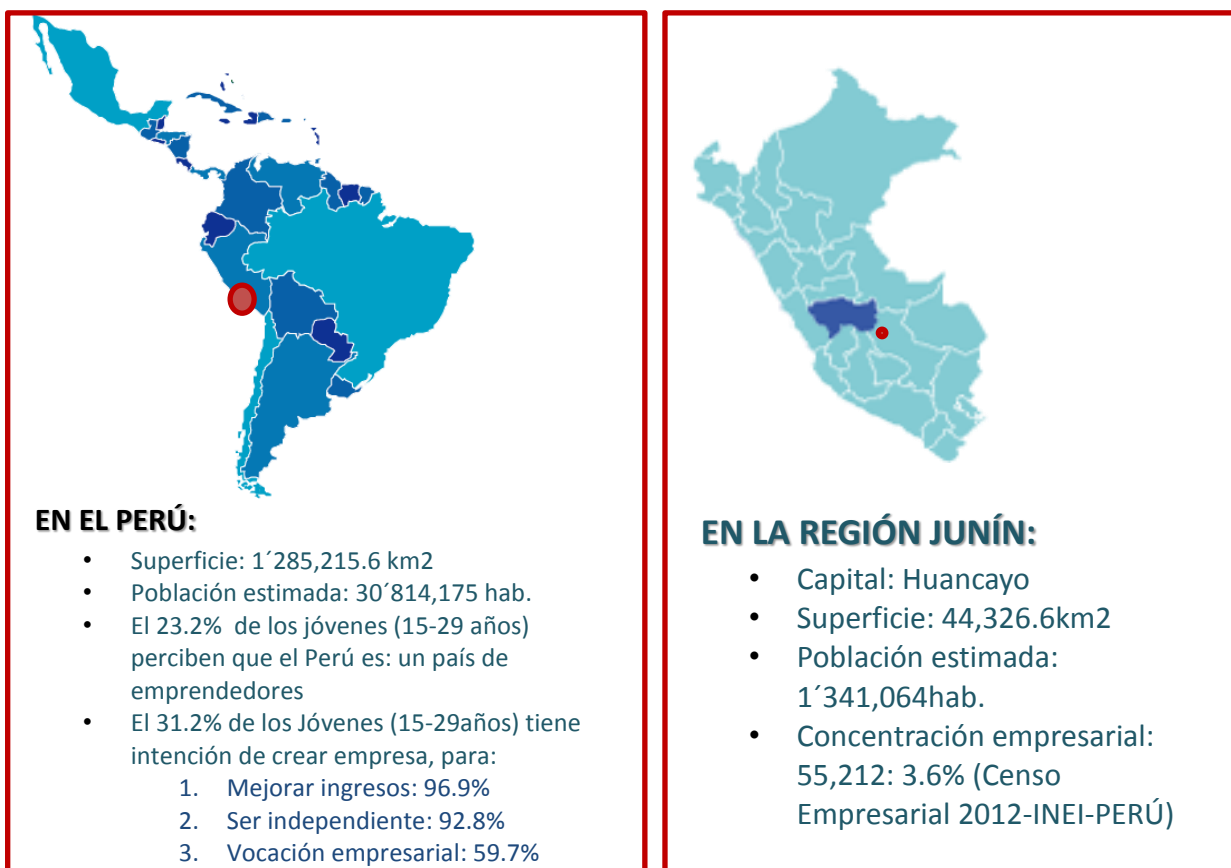 EN EL PERÚ:
• Superficie: 1´285,215.6 km2
• Población estimada: 30´814,175 hab.
• El 23.2% de los jóvenes (15-29 años)
perciben que el Perú es: un país de
emprendedores
• El 31.2% de los Jóvenes (15-29años) tiene
intención de crear empresa, para:
1. Mejorar ingresos: 96.9%
2. Ser independiente: 92.8%
3. Vocación empresarial: 59.7%
EN LA REGIÓN JUNÍN:
• Capital: Huancayo
• Superficie: 44,326.6km2
• Población estimada:
1´341,064hab.
• Concentración empresarial:
55,212: 3.6% (Censo
Empresarial 2012-INEI-PERÚ)